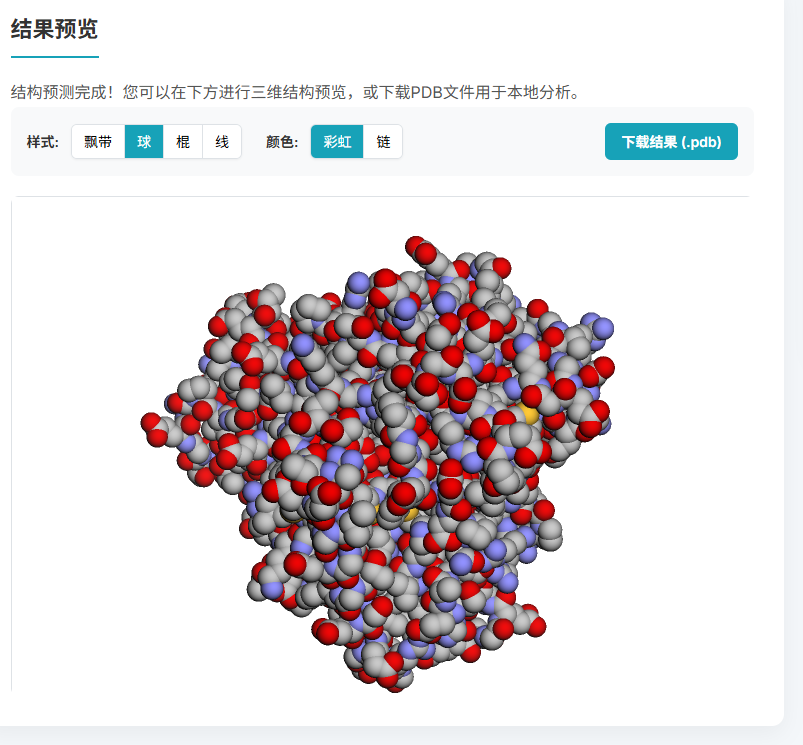 结果预览
结构预测完成！您可以在下方进行三维结构预览，或下载PDB文件用于本地分析。
样式: 飘带 球 棍 线 颜色: 彩虹 链 下载结果 (.pdb)